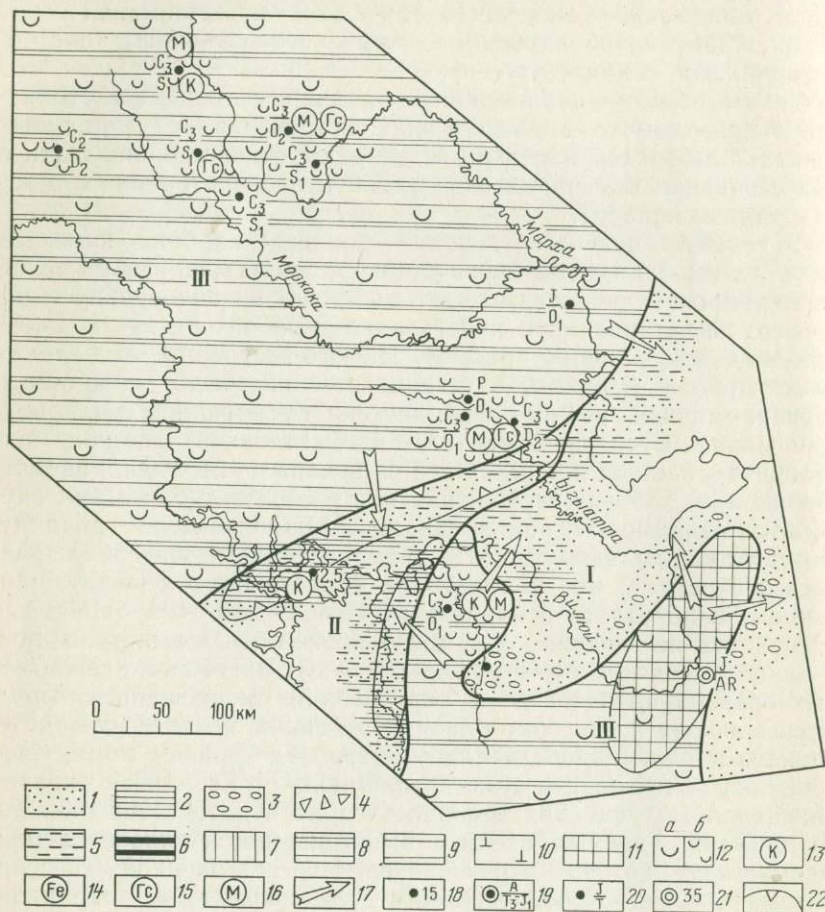 М
C₃
S₁
К
C₃
O₂
М
Гс
C₂
D₂
C₃
S₁
Гс
C₃
S₁
C₃
S₁
Марха
Моркока
III
J
O₁
P
O₁
C₃
O₁
М
Гс
C₃
D₂
Ыгыатта
I
2,5
К
II
C₃
O₁
К
М
Вилюй
2
J
AR
III
0 50 100 км
1 2 3 4
a б
5 6 7 8 9 10 11 12 К 13
Fe 14 Гс 15 М 16 17 15 18 A T₃-J₁ 19 J T 20 35 21 22